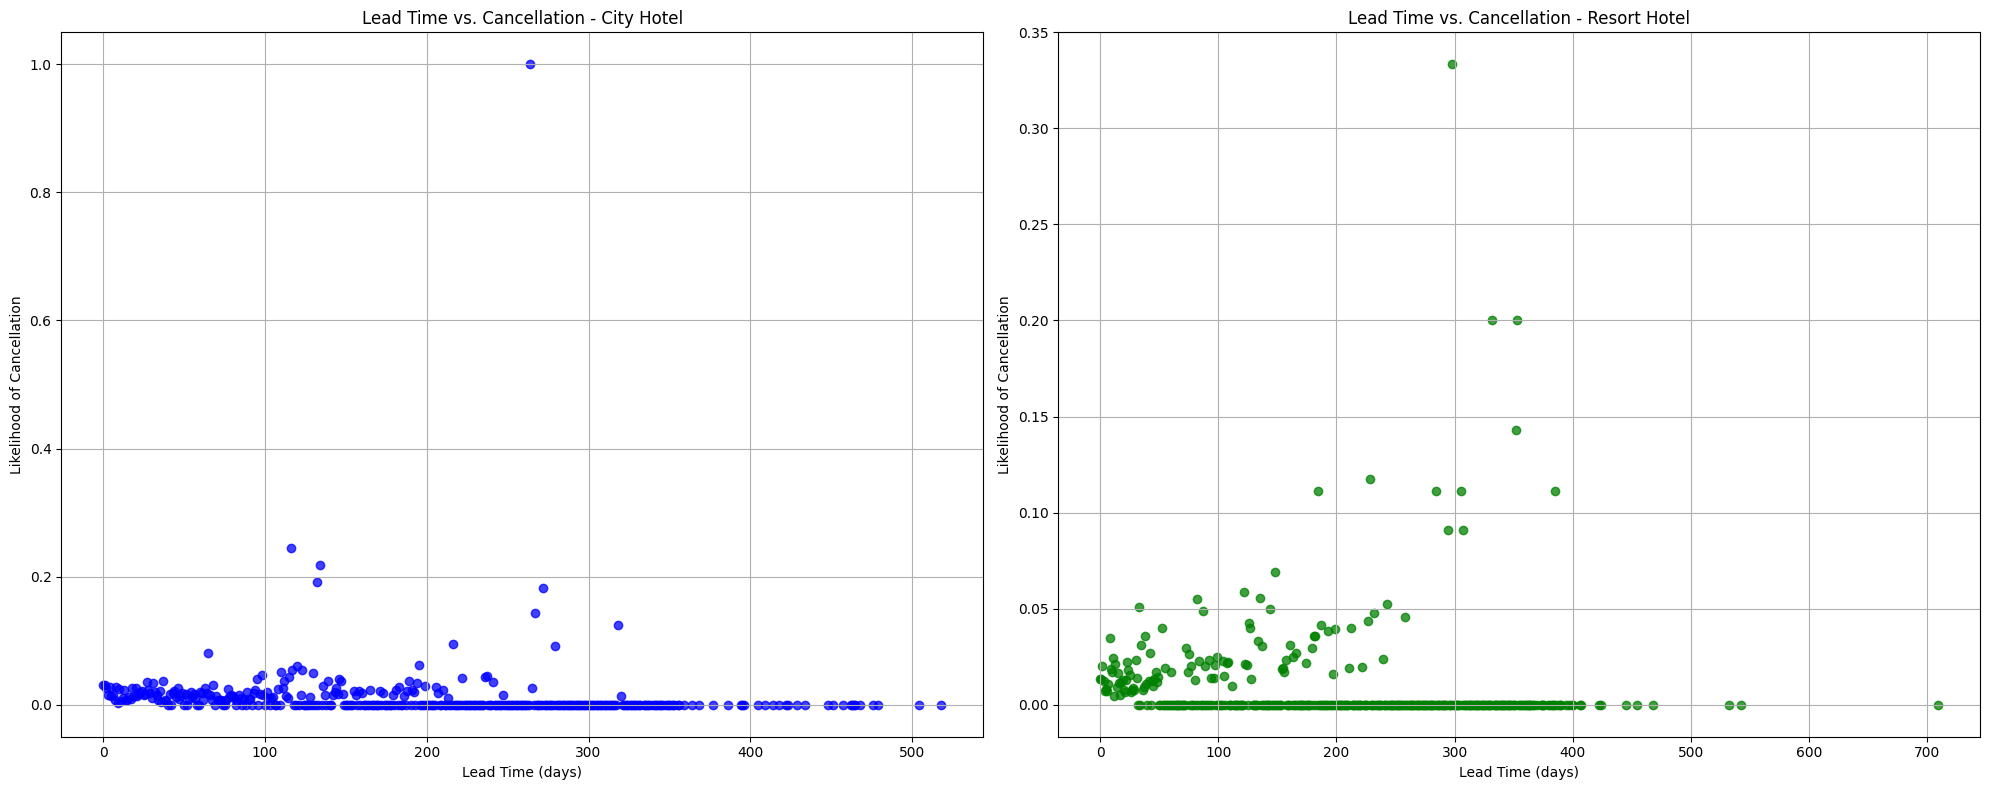 Lead Time vs. Cancellation - City Hotel
Likelihood of Cancellation
1.0
0.8
0.6
0.4
0.2
0.0
0 100 200 300 400 500
Lead Time (days)
Lead Time vs. Cancellation - Resort Hotel
Likelihood of Cancellation
0.35
0.30
0.25
0.20
0.15
0.10
0.05
0.00
0 100 200 300 400 500 600 700
Lead Time (days)